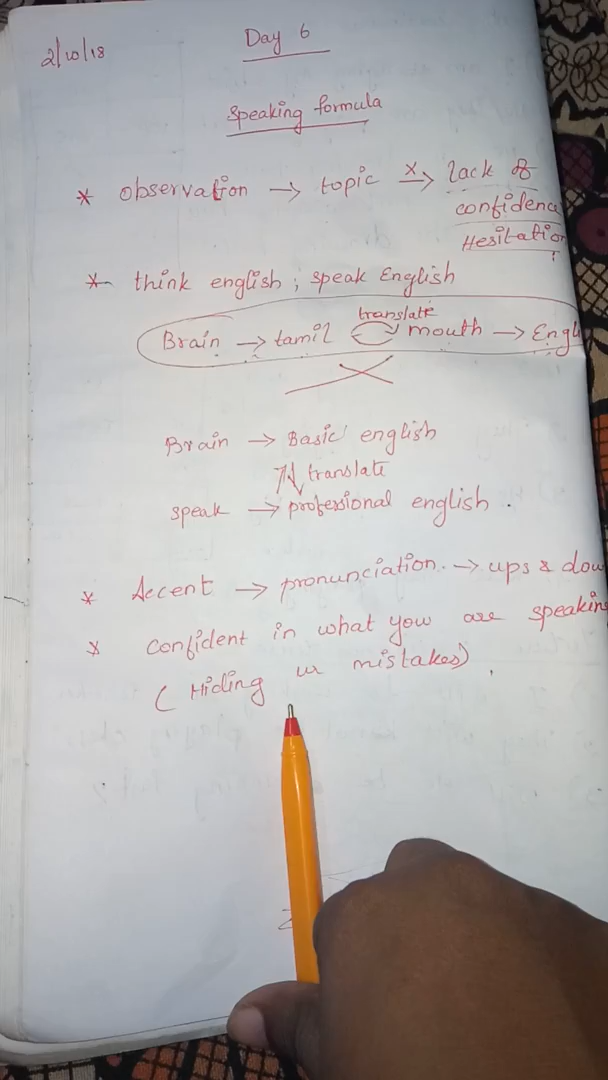 2/10/18
Day 6
Speaking formula
* observation → topic x→ lack of
confidence
Hesitation
* think english ; speak English
translate
Brain → tamil mouth → Engl
Brain → Basic english
translate
speak → professional english .
* Accent → pronunciation. → ups & dow
* confident in what you are speaking
( Hiding ur mistakes) .